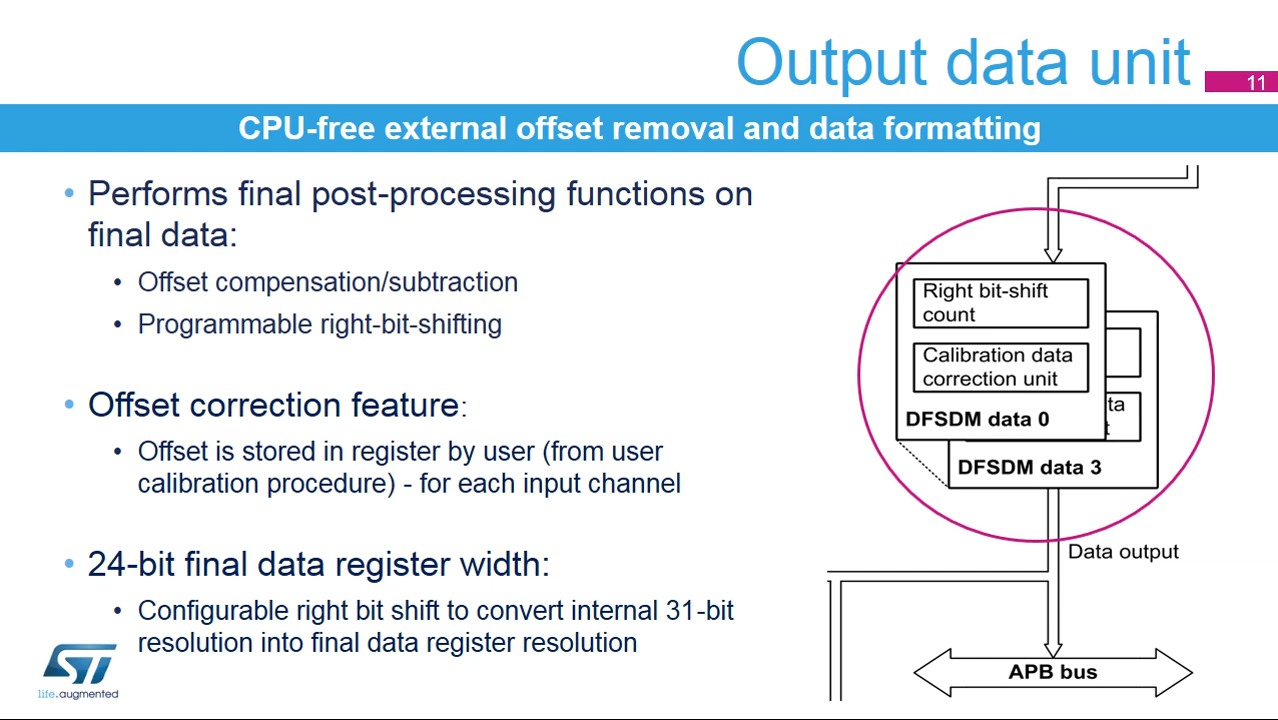 Output data unit
11
CPU-free external offset removal and data formatting
• Performs final post-processing functions on
final data:
• Offset compensation/subtraction
• Programmable right-bit-shifting
• Offset correction feature:
• Offset is stored in register by user (from user
calibration procedure) - for each input channel
• 24-bit final data register width:
• Configurable right bit shift to convert internal 31-bit
resolution into final data register resolution
Right bit-shift
count
Calibration data
correction unit
DFSDM data 0
ta
t
DFSDM data 3
Data output
APB bus
ST
life.augmented